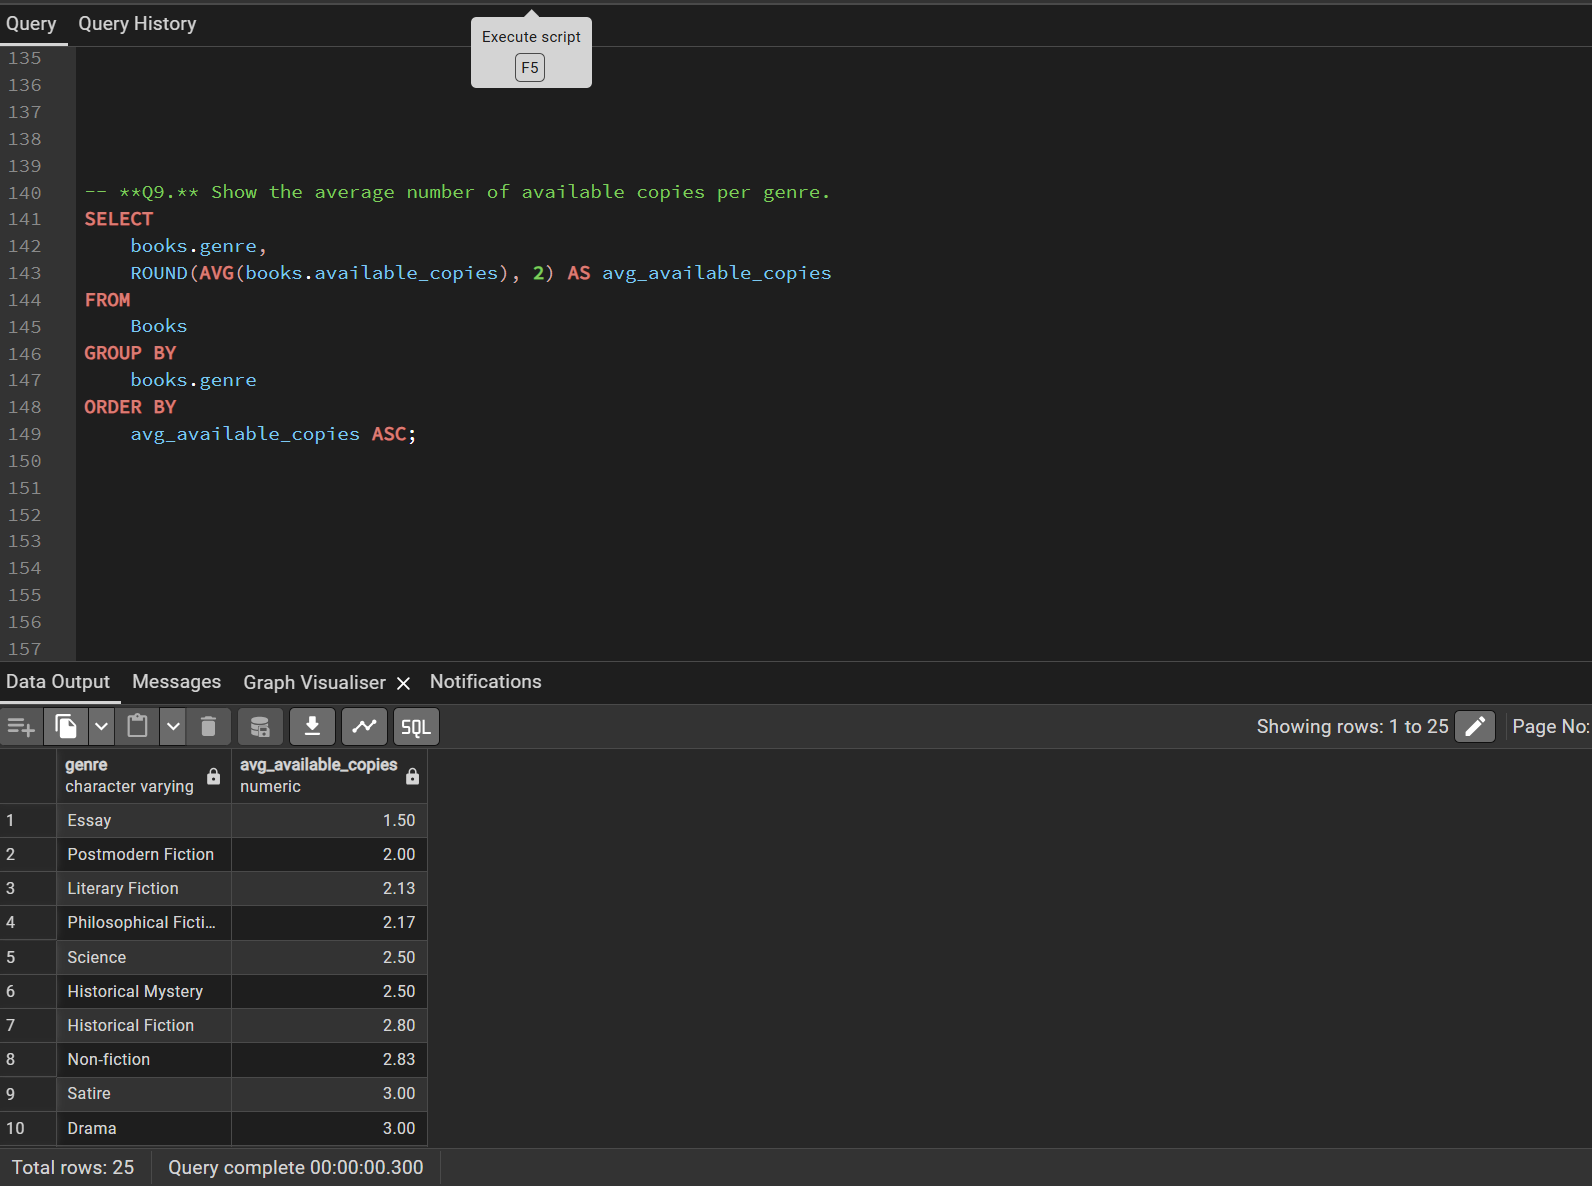 Query Query History
Execute script
F5
135
136
137
138
139
140 -- **Q9.** Show the average number of available copies per genre.
141 SELECT
142 books.genre,
143 ROUND(AVG(books.available_copies), 2) AS avg_available_copies
144 FROM
145 Books
146 GROUP BY
147 books.genre
148 ORDER BY
149 avg_available_copies ASC;
150
151
152
153
154
155
156
157
Data Output Messages Graph Visualiser Notifications
SQL Showing rows: 1 to 25 Page No:
genre avg_available_copies
character varying numeric
1 Essay 1.50
2 Postmodern Fiction 2.00
3 Literary Fiction 2.13
4 Philosophical Ficti... 2.17
5 Science 2.50
6 Historical Mystery 2.50
7 Historical Fiction 2.80
8 Non-fiction 2.83
9 Satire 3.00
10 Drama 3.00
Total rows: 25 Query complete 00:00:00.300